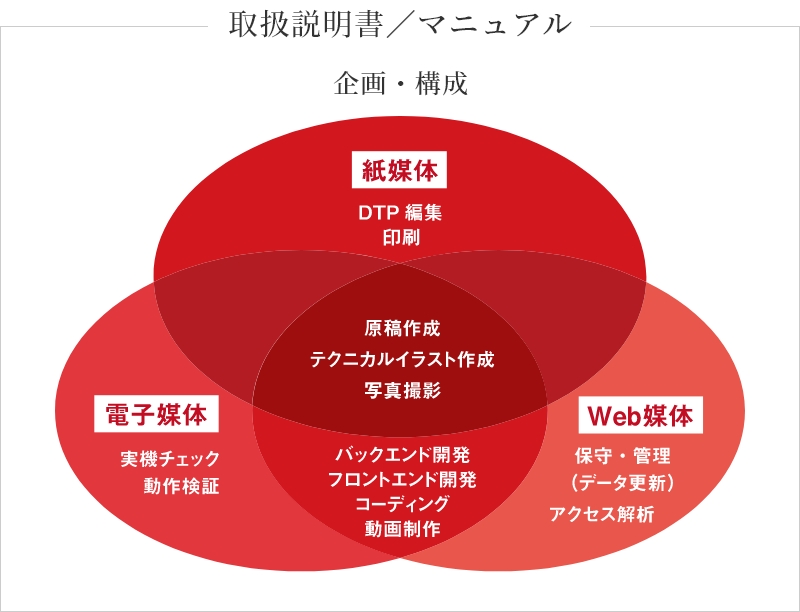 取扱説明書／マニュアル
企画・構成
紙媒体
DTP 編集
印刷
原稿作成
テクニカルイラスト作成
写真撮影
電子媒体
実機チェック
動作検証
バックエンド開発
フロントエンド開発
コーディング
動画制作
Web媒体
保守・管理
（データ更新）
アクセス解析